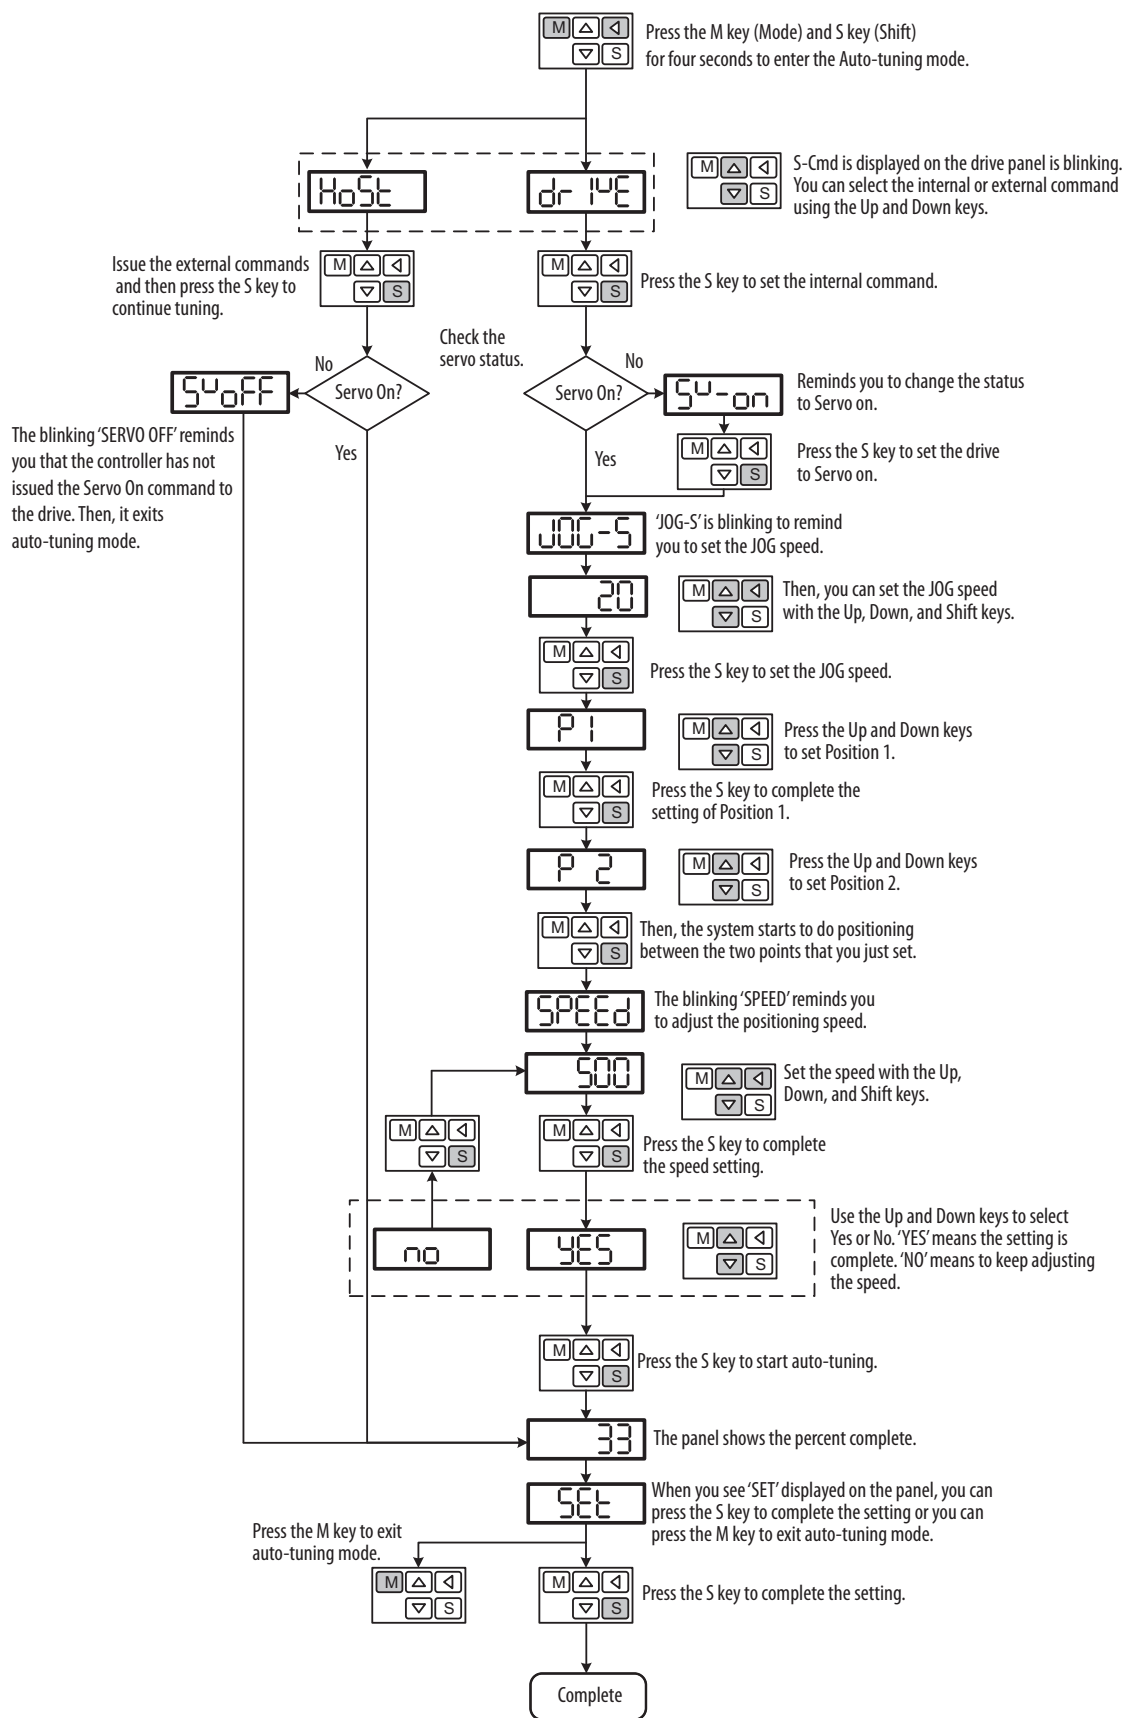 M
S
Press the M key (Mode) and S key (Shift)
for four seconds to enter the Auto-tuning mode.
HoSt
drIvE
M
S
S-Cmd is displayed on the drive panel is blinking.
You can select the internal or external command
using the Up and Down keys.
Issue the external commands
and then press the S key to
continue tuning.
M
S
M
S
Press the S key to set the internal command.
Check the
servo status.
No
Servo On?
Yes
SvoFF
The blinking ‘SERVO OFF’ reminds
you that the controller has not
issued the Servo On command to
the drive. Then, it exits
auto-tuning mode.
No
Servo On?
Yes
Sv-on
Reminds you to change the status
to Servo on.
M
S
Press the S key to set the drive
to Servo on.
JOG-S
‘JOG-S’ is blinking to remind
you to set the JOG speed.
20
M
S
Then, you can set the JOG speed
with the Up, Down, and Shift keys.
M
S
Press the S key to set the JOG speed.
P1
M
S
Press the Up and Down keys
to set Position 1.
M
S
Press the S key to complete the
setting of Position 1.
P 2
M
S
Press the Up and Down keys
to set Position 2.
M
S
Then, the system starts to do positioning
between the two points that you just set.
SPEEd
The blinking ‘SPEED’ reminds you
to adjust the positioning speed.
500
M
S
Set the speed with the Up,
Down, and Shift keys.
M
S
M
S
Press the S key to complete
the speed setting.
no
YES
M
S
Use the Up and Down keys to select
Yes or No. ‘YES’ means the setting is
complete. ‘NO’ means to keep adjusting
the speed.
M
S
Press the S key to start auto-tuning.
33
The panel shows the percent complete.
SEt
When you see ‘SET’ displayed on the panel, you can
press the S key to complete the setting or you can
press the M key to exit auto-tuning mode.
Press the M key to exit
auto-tuning mode.
M
S
M
S
Press the S key to complete the setting.
Complete